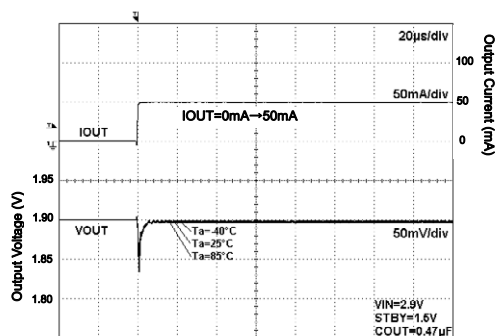 20µs/div
100
50mA/div
50
IOUT=0mA→50mA
IOUT
0
Output Current (mA)
1.95
1.90
VOUT
Ta=-40°C
50mV/div
Ta=25°C
1.85
Ta=85°C
1.80
Output Voltage (V)
VIN=2.9V
STBY=1.5V
COUT=0.47µF